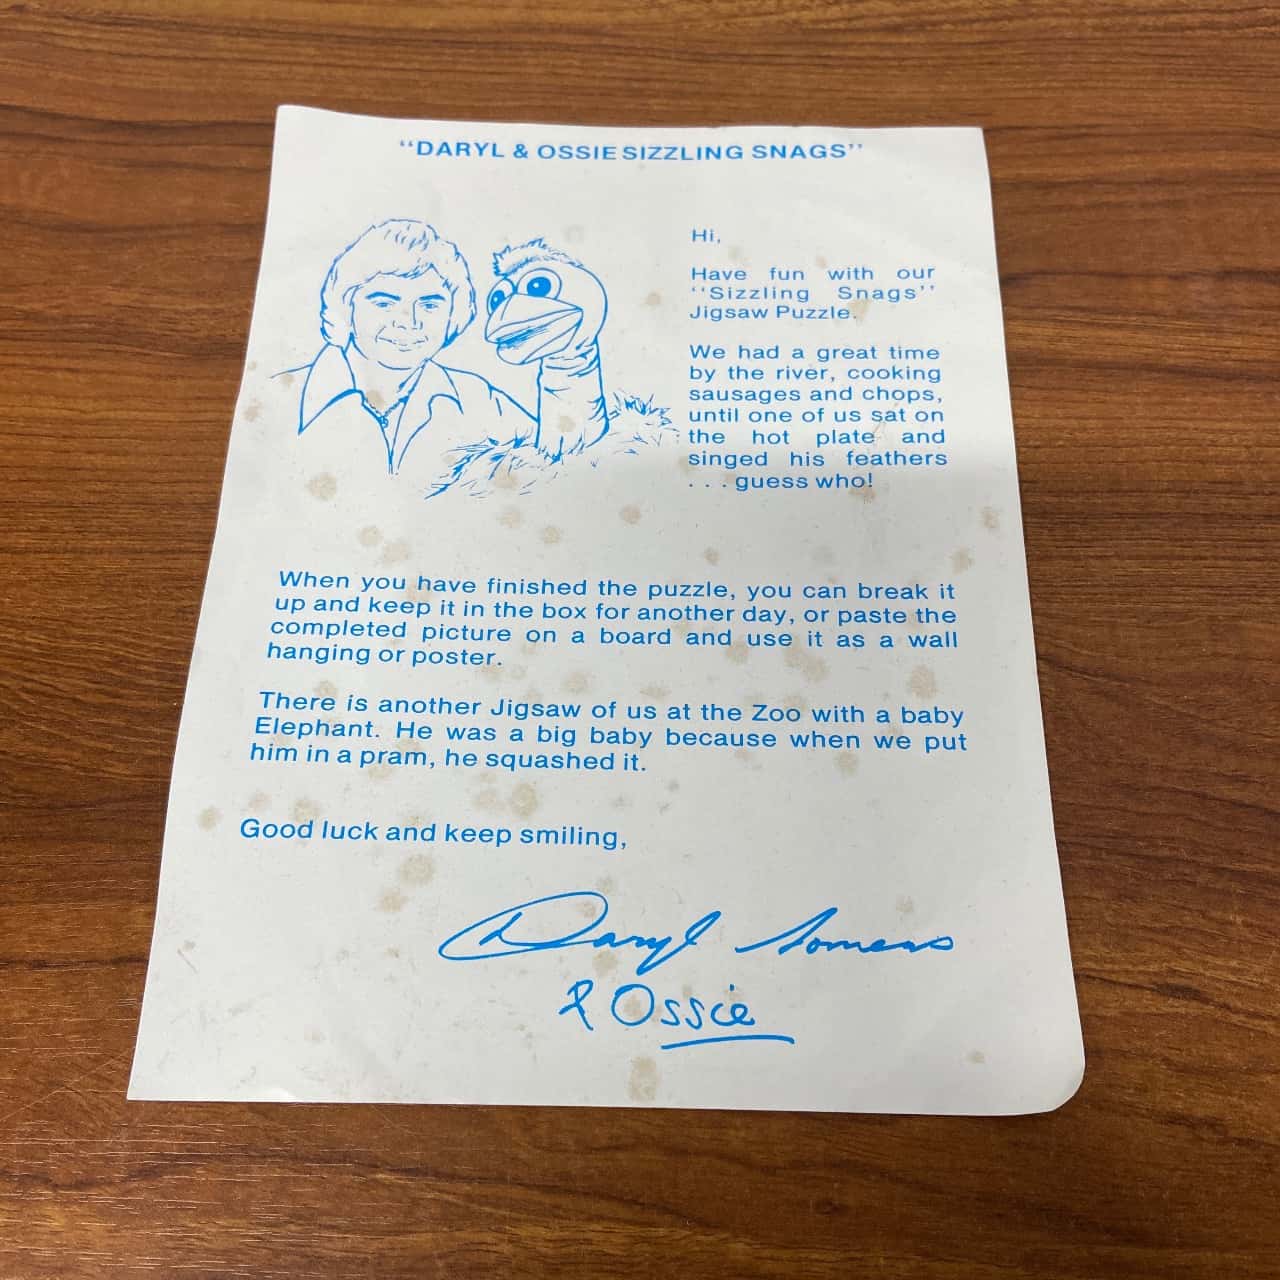 “DARYL & OSSIE SIZZLING SNAGS”
Hi,
Have fun with our
‘‘Sizzling Snags’’
Jigsaw Puzzle.
We had a great time
by the river, cooking
sausages and chops,
until one of us sat on
the hot plate and
singed his feathers
. . . guess who!
When you have finished the puzzle, you can break it
up and keep it in the box for another day, or paste the
completed picture on a board and use it as a wall
hanging or poster.
There is another Jigsaw of us at the Zoo with a baby
Elephant. He was a big baby because when we put
him in a pram, he squashed it.
Good luck and keep smiling,
Daryl Somers
& Ossie